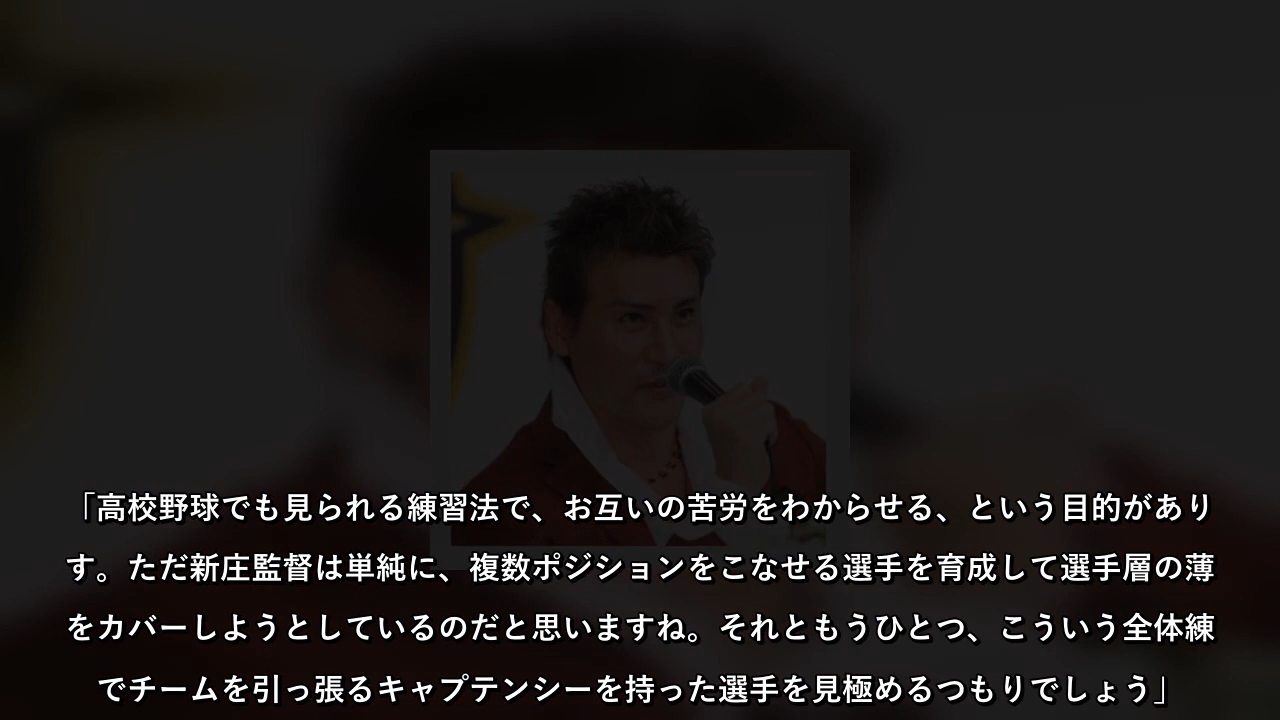 「高校野球でも見られる練習法で、お互いの苦労をわからせる、という目的があり
す。ただ新庄監督は単純に、複数ポジションをこなせる選手を育成して選手層の薄
をカバーしようとしているのだと思いますね。それともうひとつ、こういう全体練
でチームを引っ張るキャプテンシーを持った選手を見極めるつもりでしょう」